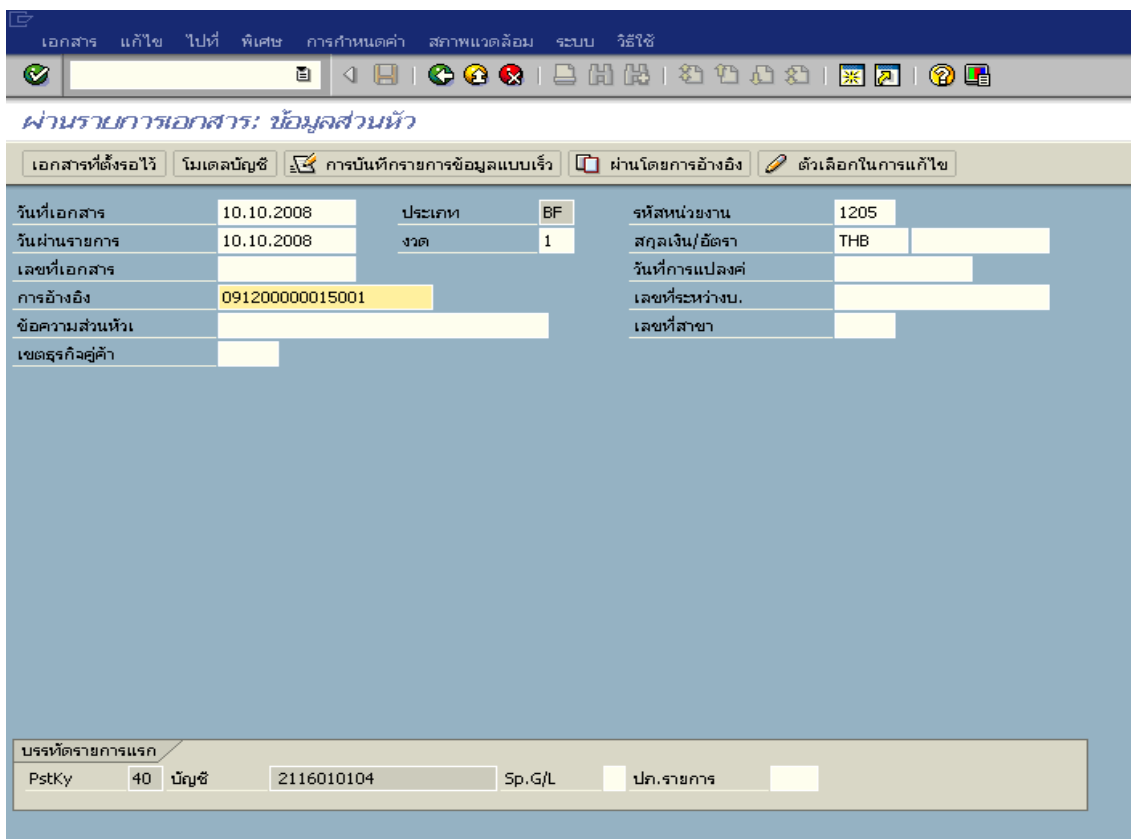 เอกสาร แก้ไข ไปที่ พิเศษ การกำหนดค่า สภาพแวดล้อม ระบบ วิธีใช้
ผ่านรายการเอกสาร: ข้อมูลส่วนหัว
เอกสารที่ตั้งรอไว้ โมเดลบัญชี การบันทึกรายการข้อมูลแบบเร็ว ผ่านโดยการอ้างอิง ตัวเลือกในการแก้ไข
วันที่เอกสาร 10.10.2008 ประเภท BF รหัสหน่วยงาน 1205
วันผ่านรายการ 10.10.2008 งวด 1 สกุลเงิน/อัตรา THB
เลขที่เอกสาร วันที่การแปลงค่
การอ้างอิง 091200000015001 เลขที่ระหว่างบ.
ข้อความส่วนหัวเ เลขที่สาขา
เขตธุรกิจคู่ค้า
บรรทัดรายการแรก
PstKy 40 บัญชี 2116010104 Sp.G/L ปภ.รายการ